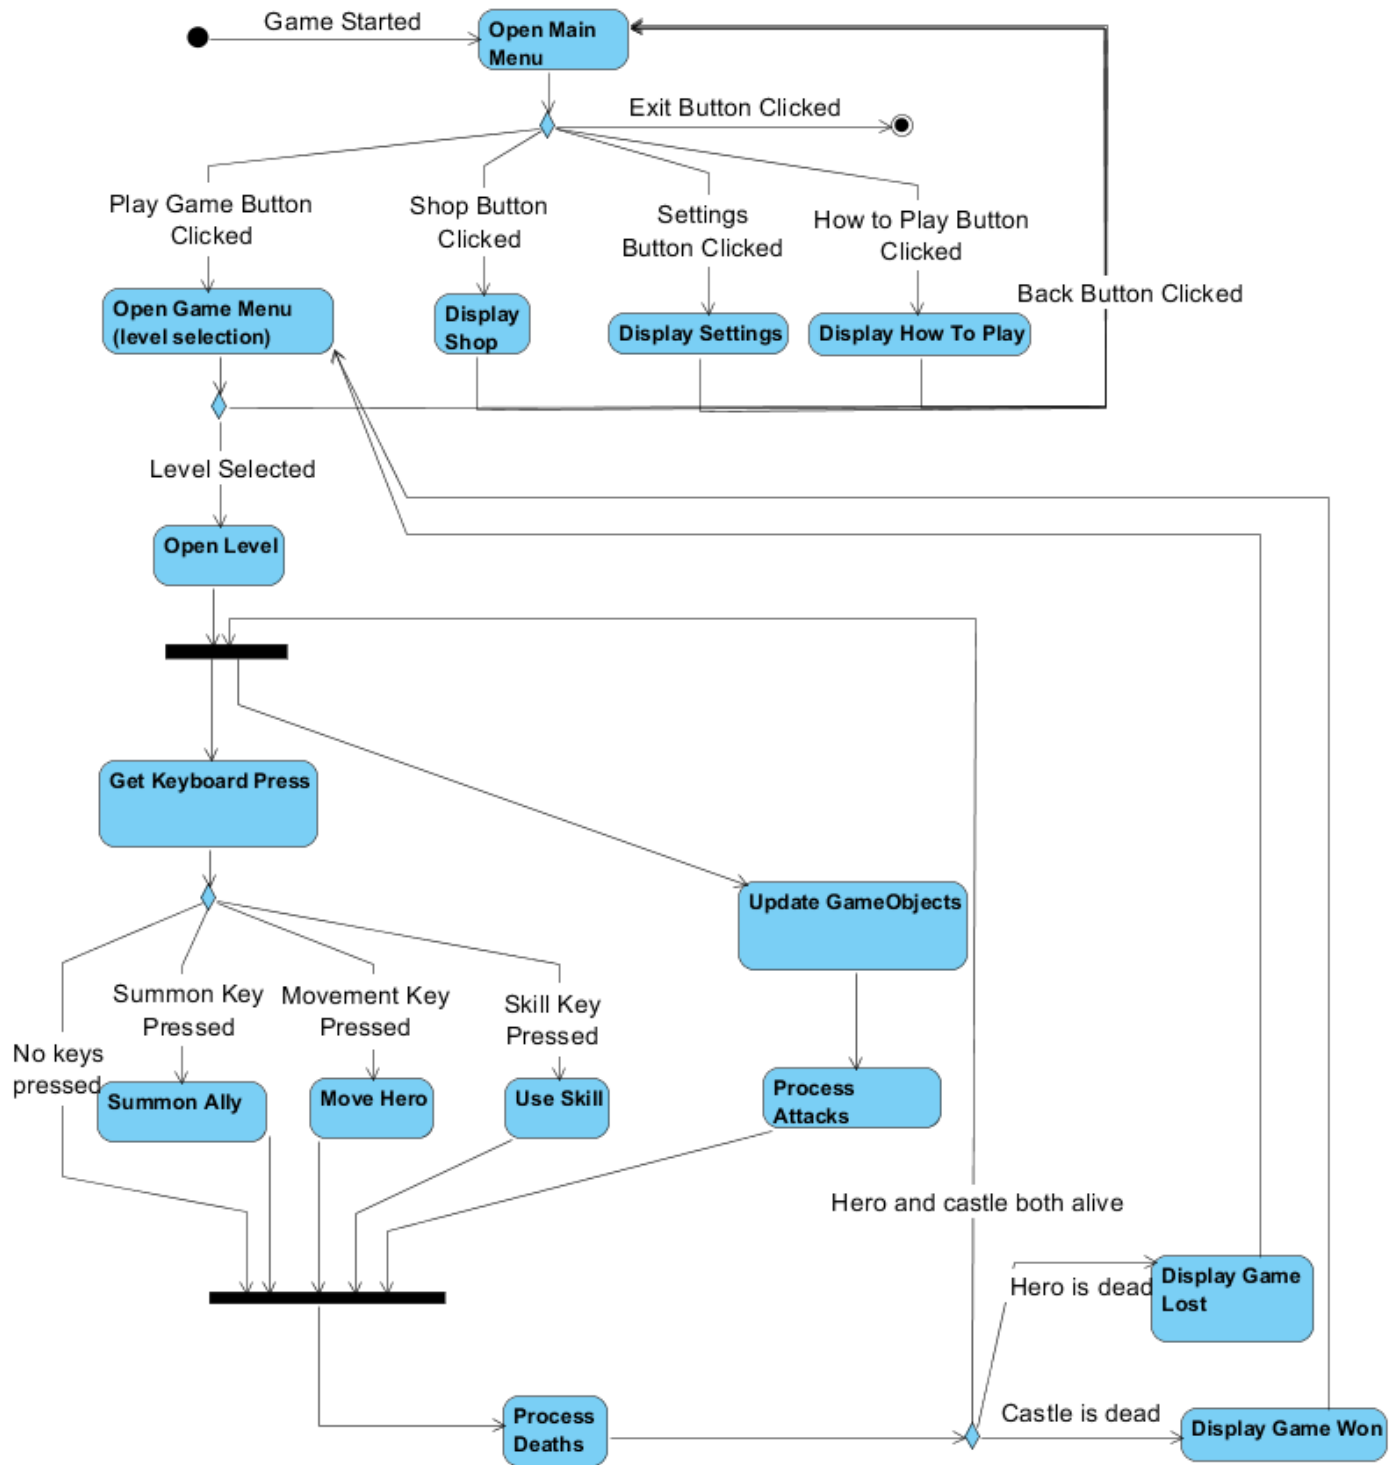 Game Started
Open Main
Menu
Exit Button Clicked
Play Game Button
Clicked
Shop Button
Clicked
Settings
Button Clicked
How to Play Button
Clicked
Back Button Clicked
Open Game Menu
(level selection)
Display
Shop
Display Settings
Display How To Play
Level Selected
Open Level
Get Keyboard Press
Update GameObjects
No keys
pressed
Summon Key
Pressed
Movement Key
Pressed
Skill Key
Pressed
Summon Ally
Move Hero
Use Skill
Process
Attacks
Hero and castle both alive
Hero is dead
Display Game
Lost
Process
Deaths
Castle is dead
Display Game Won